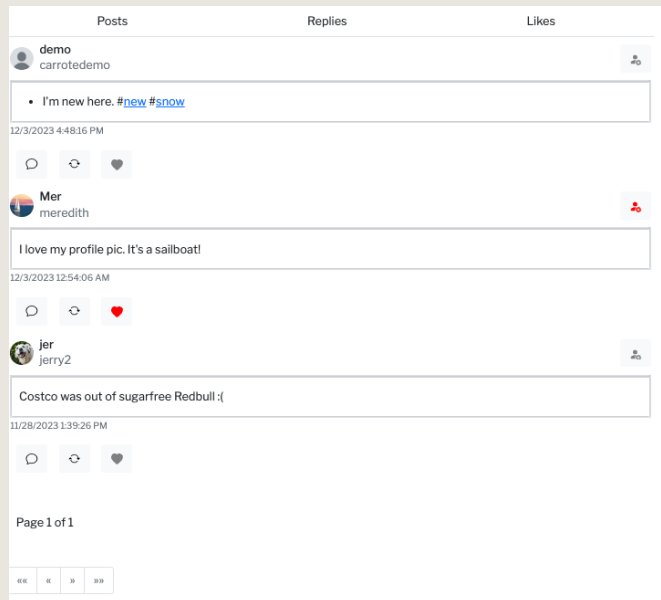 Posts Replies Likes
demo
carrotedemo
• I'm new here. #new #snow
12/3/2023 4:48:16 PM
Mer
meredith
I love my profile pic. It's a sailboat!
12/3/2023 12:54:06 AM
jer
jerry2
Costco was out of sugarfree Redbull :(
11/28/2023 1:39:26 PM
Page 1 of 1
«« « » »»